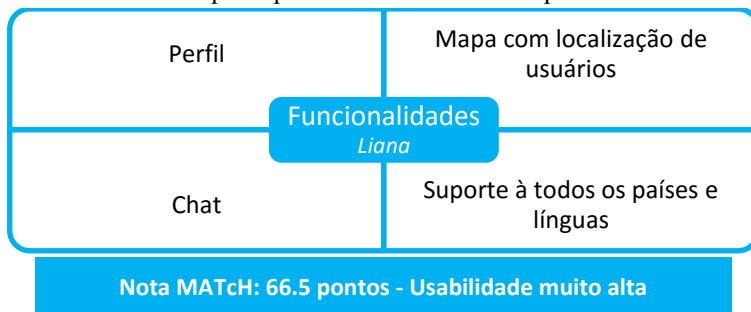 Perfil
Mapa com localização de
usuários
Funcionalidades
Liana
Chat
Suporte à todos os países e
línguas
Nota MATcH: 66.5 pontos - Usabilidade muito alta